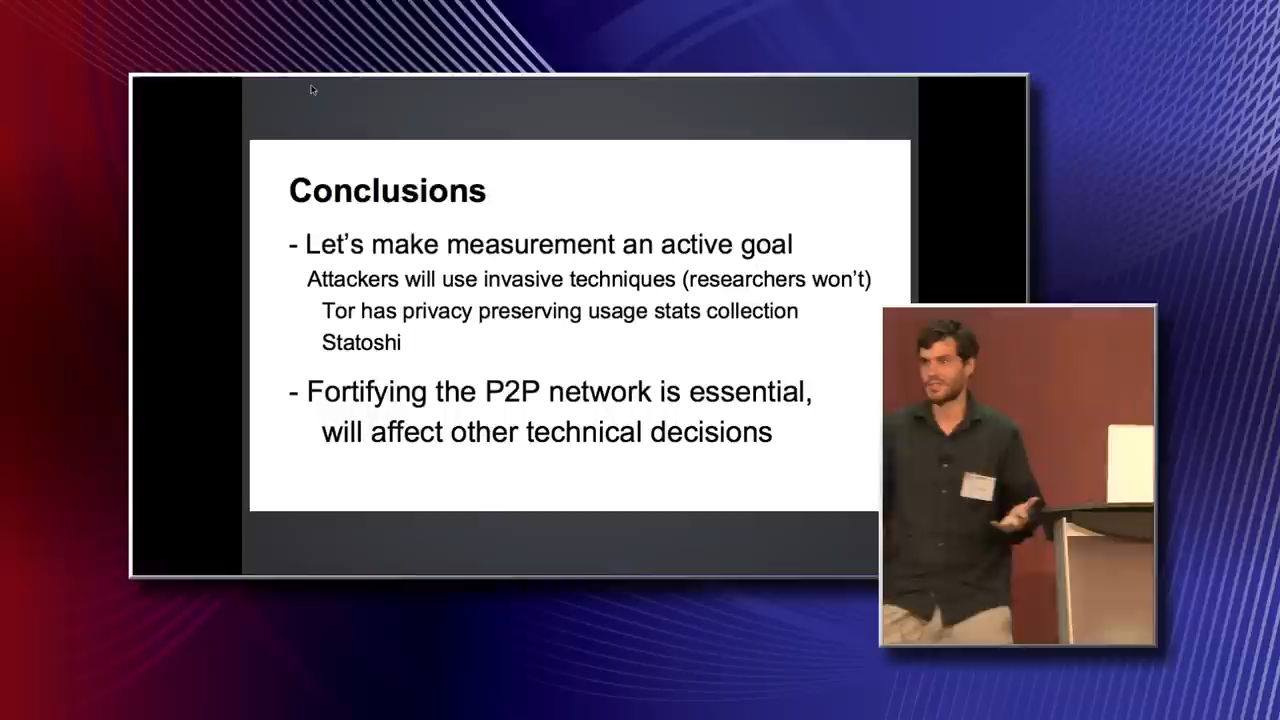 Conclusions
- Let's make measurement an active goal
Attackers will use invasive techniques (researchers won't)
Tor has privacy preserving usage stats collection
Statoshi
- Fortifying the P2P network is essential,
will affect other technical decisions